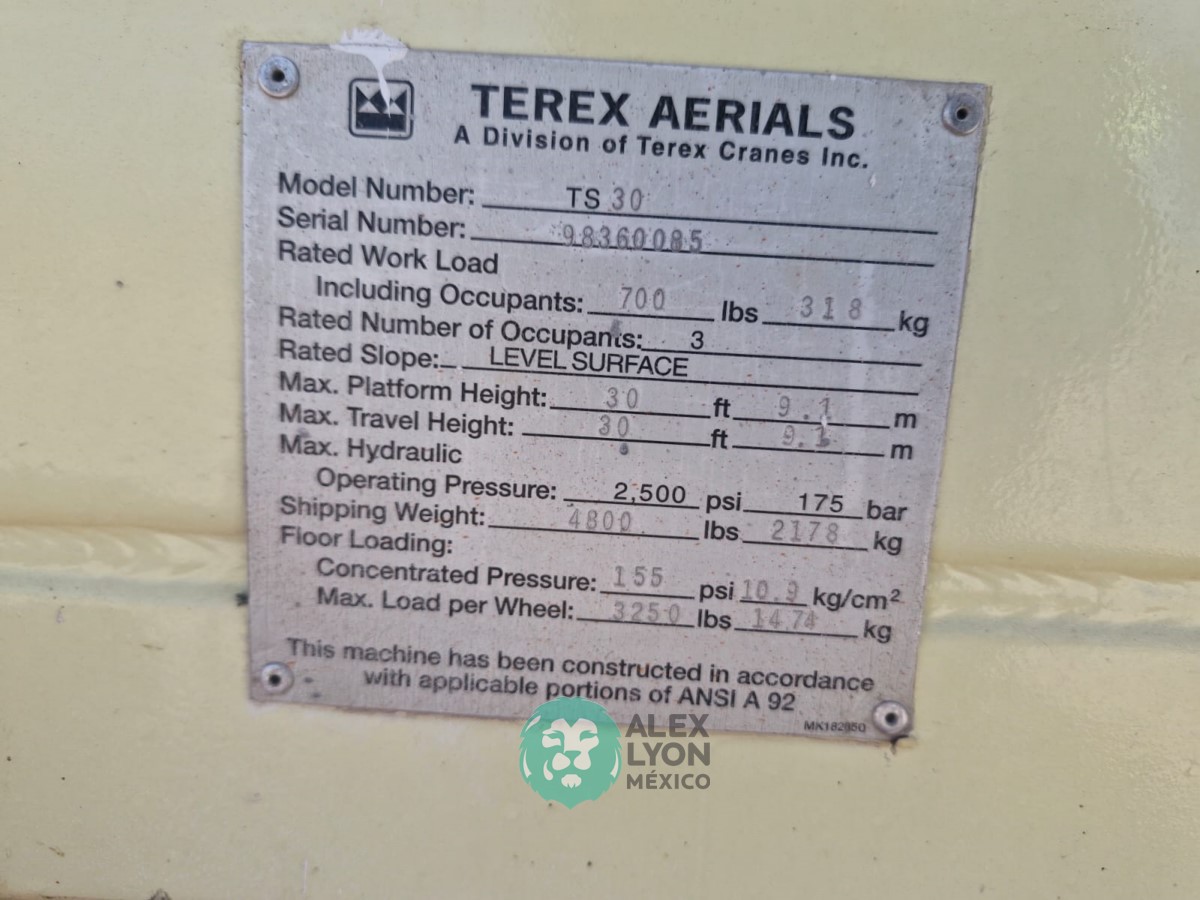 TEREX AERIALS
A Division of Terex Cranes Inc.
Model Number: TS 30
Serial Number: 98360085
Rated Work Load
Including Occupants: 700 lbs 318 kg
Rated Number of Occupants: 3
Rated Slope: LEVEL SURFACE
Max. Platform Height: 30 ft 9.1 m
Max. Travel Height: 30 ft 9.1 m
Max. Hydraulic
Operating Pressure: 2,500 psi 175 bar
Shipping Weight: 4800 lbs 2178 kg
Floor Loading:
Concentrated Pressure: 155 psi 10.9 kg/cm²
Max. Load per Wheel: 3250 lbs 1474 kg
This machine has been constructed in accordance
with applicable portions of ANSI A 92
MK182850
ALEX
LYON
MÉXICO